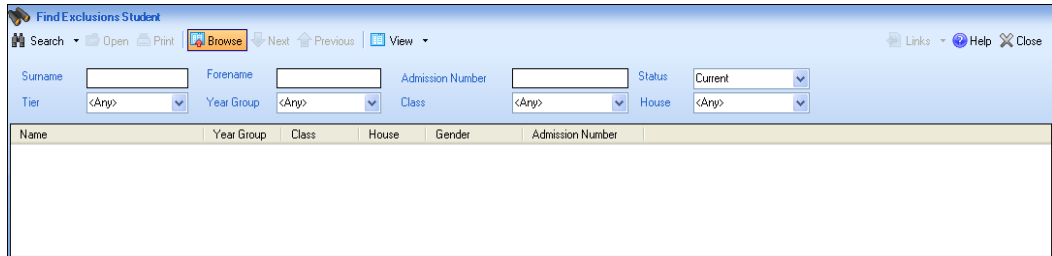 Find Exclusions Student
Search Open Print Browse Next Previous View Links Help Close
Surname Forename Admission Number Status Current
Tier <Any> Year Group <Any> Class <Any> House <Any>
Name Year Group Class House Gender Admission Number